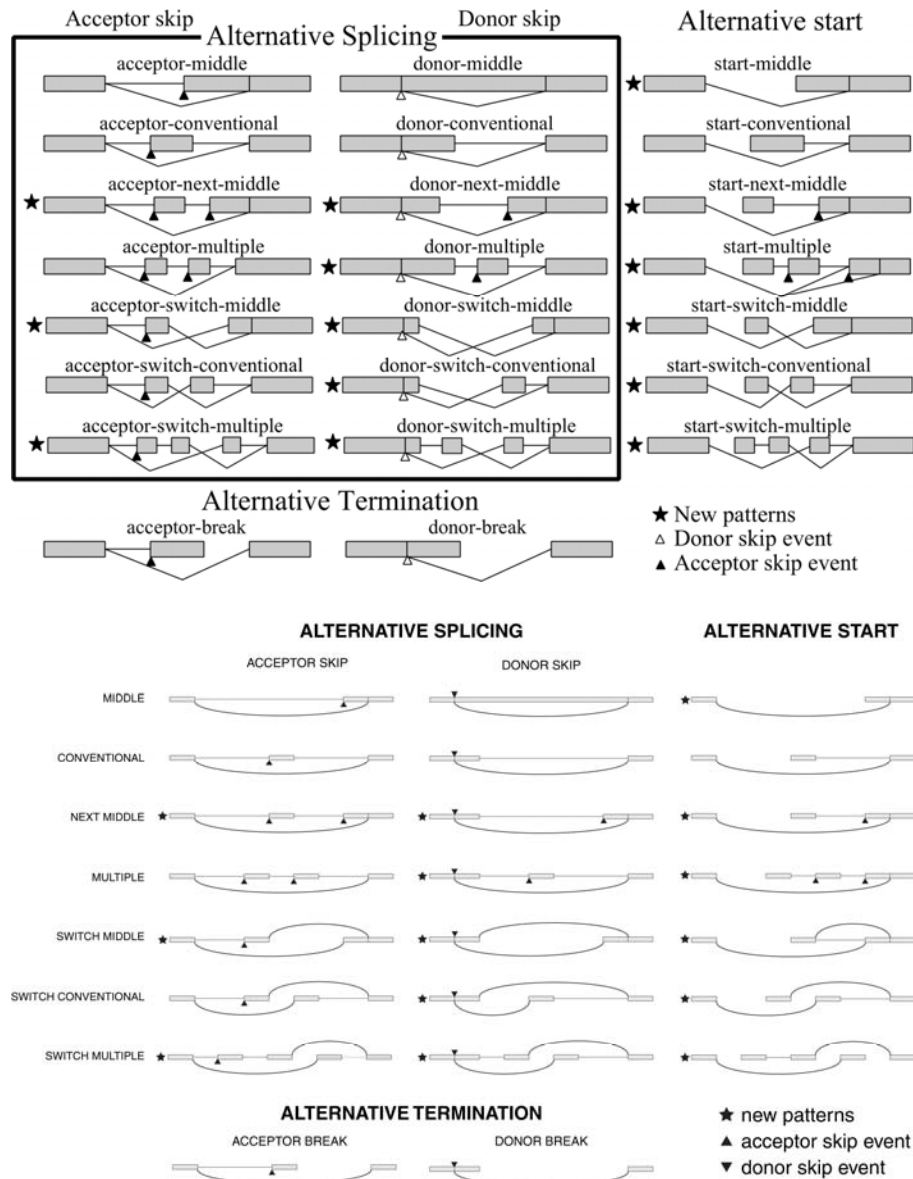 Acceptor skip Donor skip Alternative start
Alternative Splicing
acceptor-middle donor-middle start-middle
acceptor-conventional donor-conventional start-conventional
acceptor-next-middle donor-next-middle start-next-middle
acceptor-multiple donor-multiple start-multiple
acceptor-switch-middle donor-switch-middle start-switch-middle
acceptor-switch-conventional donor-switch-conventional start-switch-conventional
acceptor-switch-multiple donor-switch-multiple start-switch-multiple
Alternative Termination
acceptor-break donor-break
New patterns
Donor skip event
Acceptor skip event
ALTERNATIVE SPLICING ALTERNATIVE START
ACCEPTOR SKIP DONOR SKIP
MIDDLE
CONVENTIONAL
NEXT MIDDLE
MULTIPLE
SWITCH MIDDLE
SWITCH CONVENTIONAL
SWITCH MULTIPLE
ALTERNATIVE TERMINATION
ACCEPTOR BREAK DONOR BREAK
new patterns
acceptor skip event
donor skip event